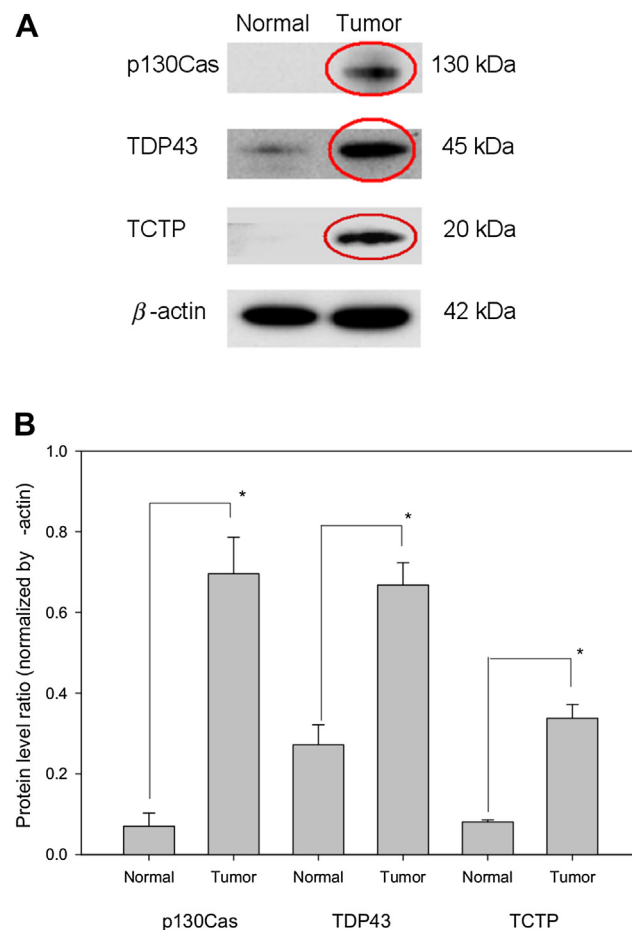 A
Normal Tumor
p130Cas 130 kDa
TDP43 45 kDa
TCTP 20 kDa
β-actin 42 kDa
B
Protein level ratio (normalized by -actin)
1.0
0.8
0.6
0.4
0.2
0.0
* * *
Normal Tumor Normal Tumor Normal Tumor
p130Cas TDP43 TCTP